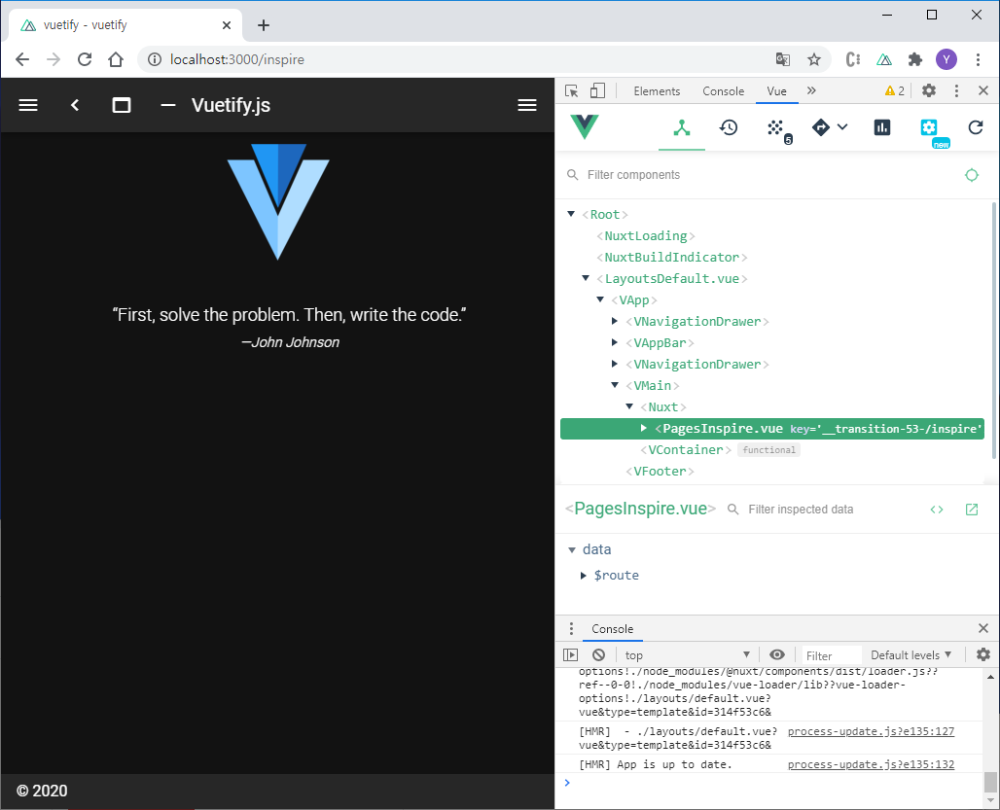 vuetify - vuetify
localhost:3000/inspire
Y
Vuetify.js
“First, solve the problem. Then, write the code.”
—John Johnson
© 2020
Elements Console Vue 2
5
new
Filter components
<Root>
<NuxtLoading>
<NuxtBuildIndicator>
<LayoutsDefault.vue>
<VApp>
<VNavigationDrawer>
<VAppBar>
<VNavigationDrawer>
<VMain>
<Nuxt>
<PagesInspire.vue key='__transition-53-/inspire'
<VContainer> functional
<VFooter>
<PagesInspire.vue> Filter inspected data
data
$route
Console
top Filter Default levels
options!./node_modules/@nuxt/components/dist/loader.js??
ref--0-0!./node_modules/vue-loader/lib??vue-loader-
options!./layouts/default.vue?
vue&type=template&id=314f53c6&
[HMR]  - ./layouts/default.vue? process-update.js?e135:127
vue&type=template&id=314f53c6&
[HMR] App is up to date. process-update.js?e135:132